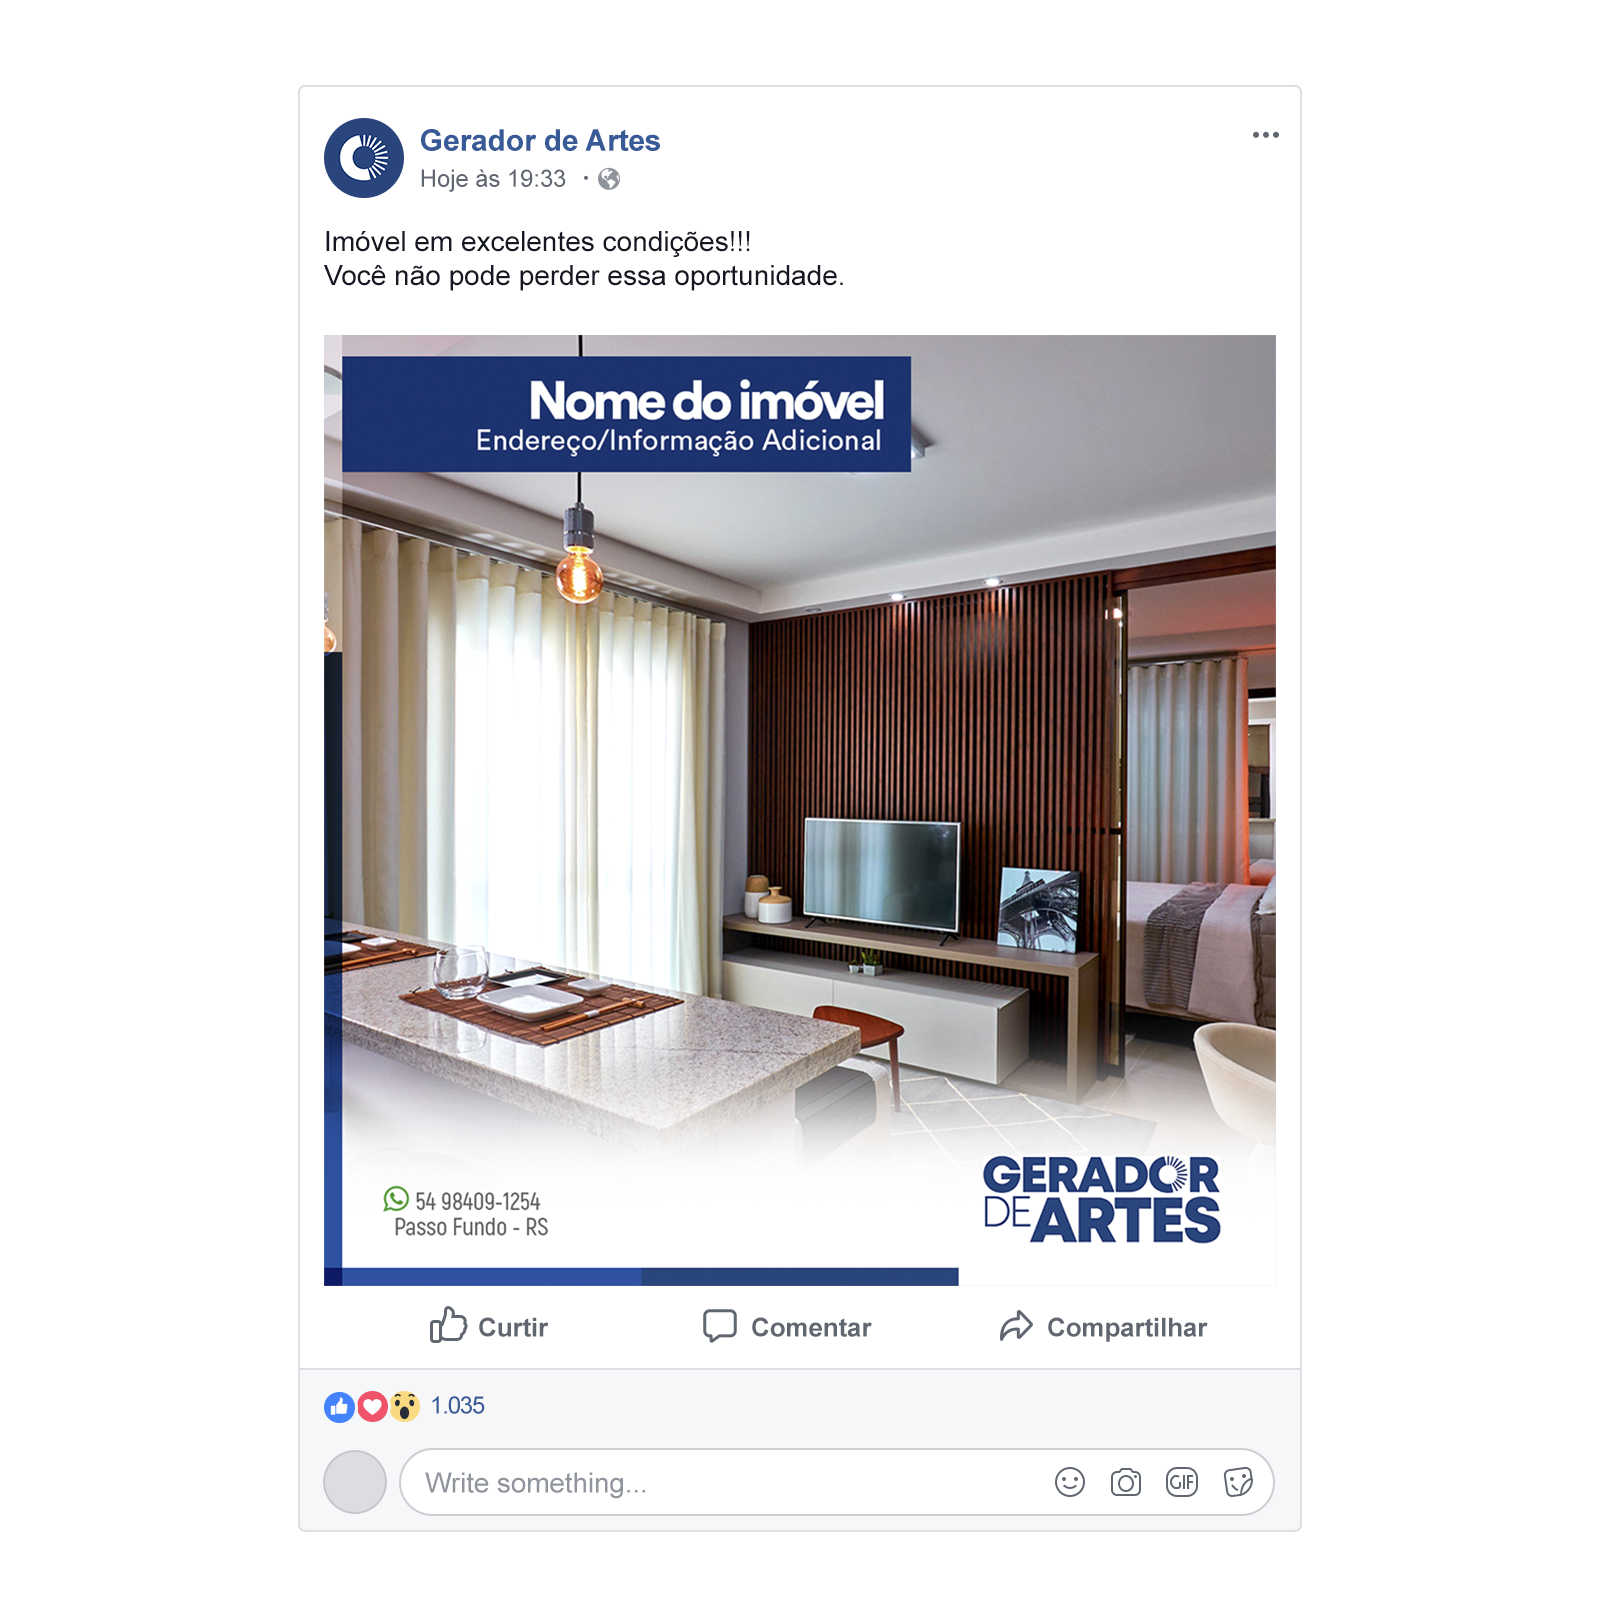 Gerador de Artes
Hoje às 19:33 ·
Imóvel em excelentes condições!!!
Você não pode perder essa oportunidade.
Nome do imóvel
Endereço/Informação Adicional
54 98409-1254
Passo Fundo - RS
GERADOR
DE ARTES
Curtir
Comentar
Compartilhar
1.035
Write something...
GIF